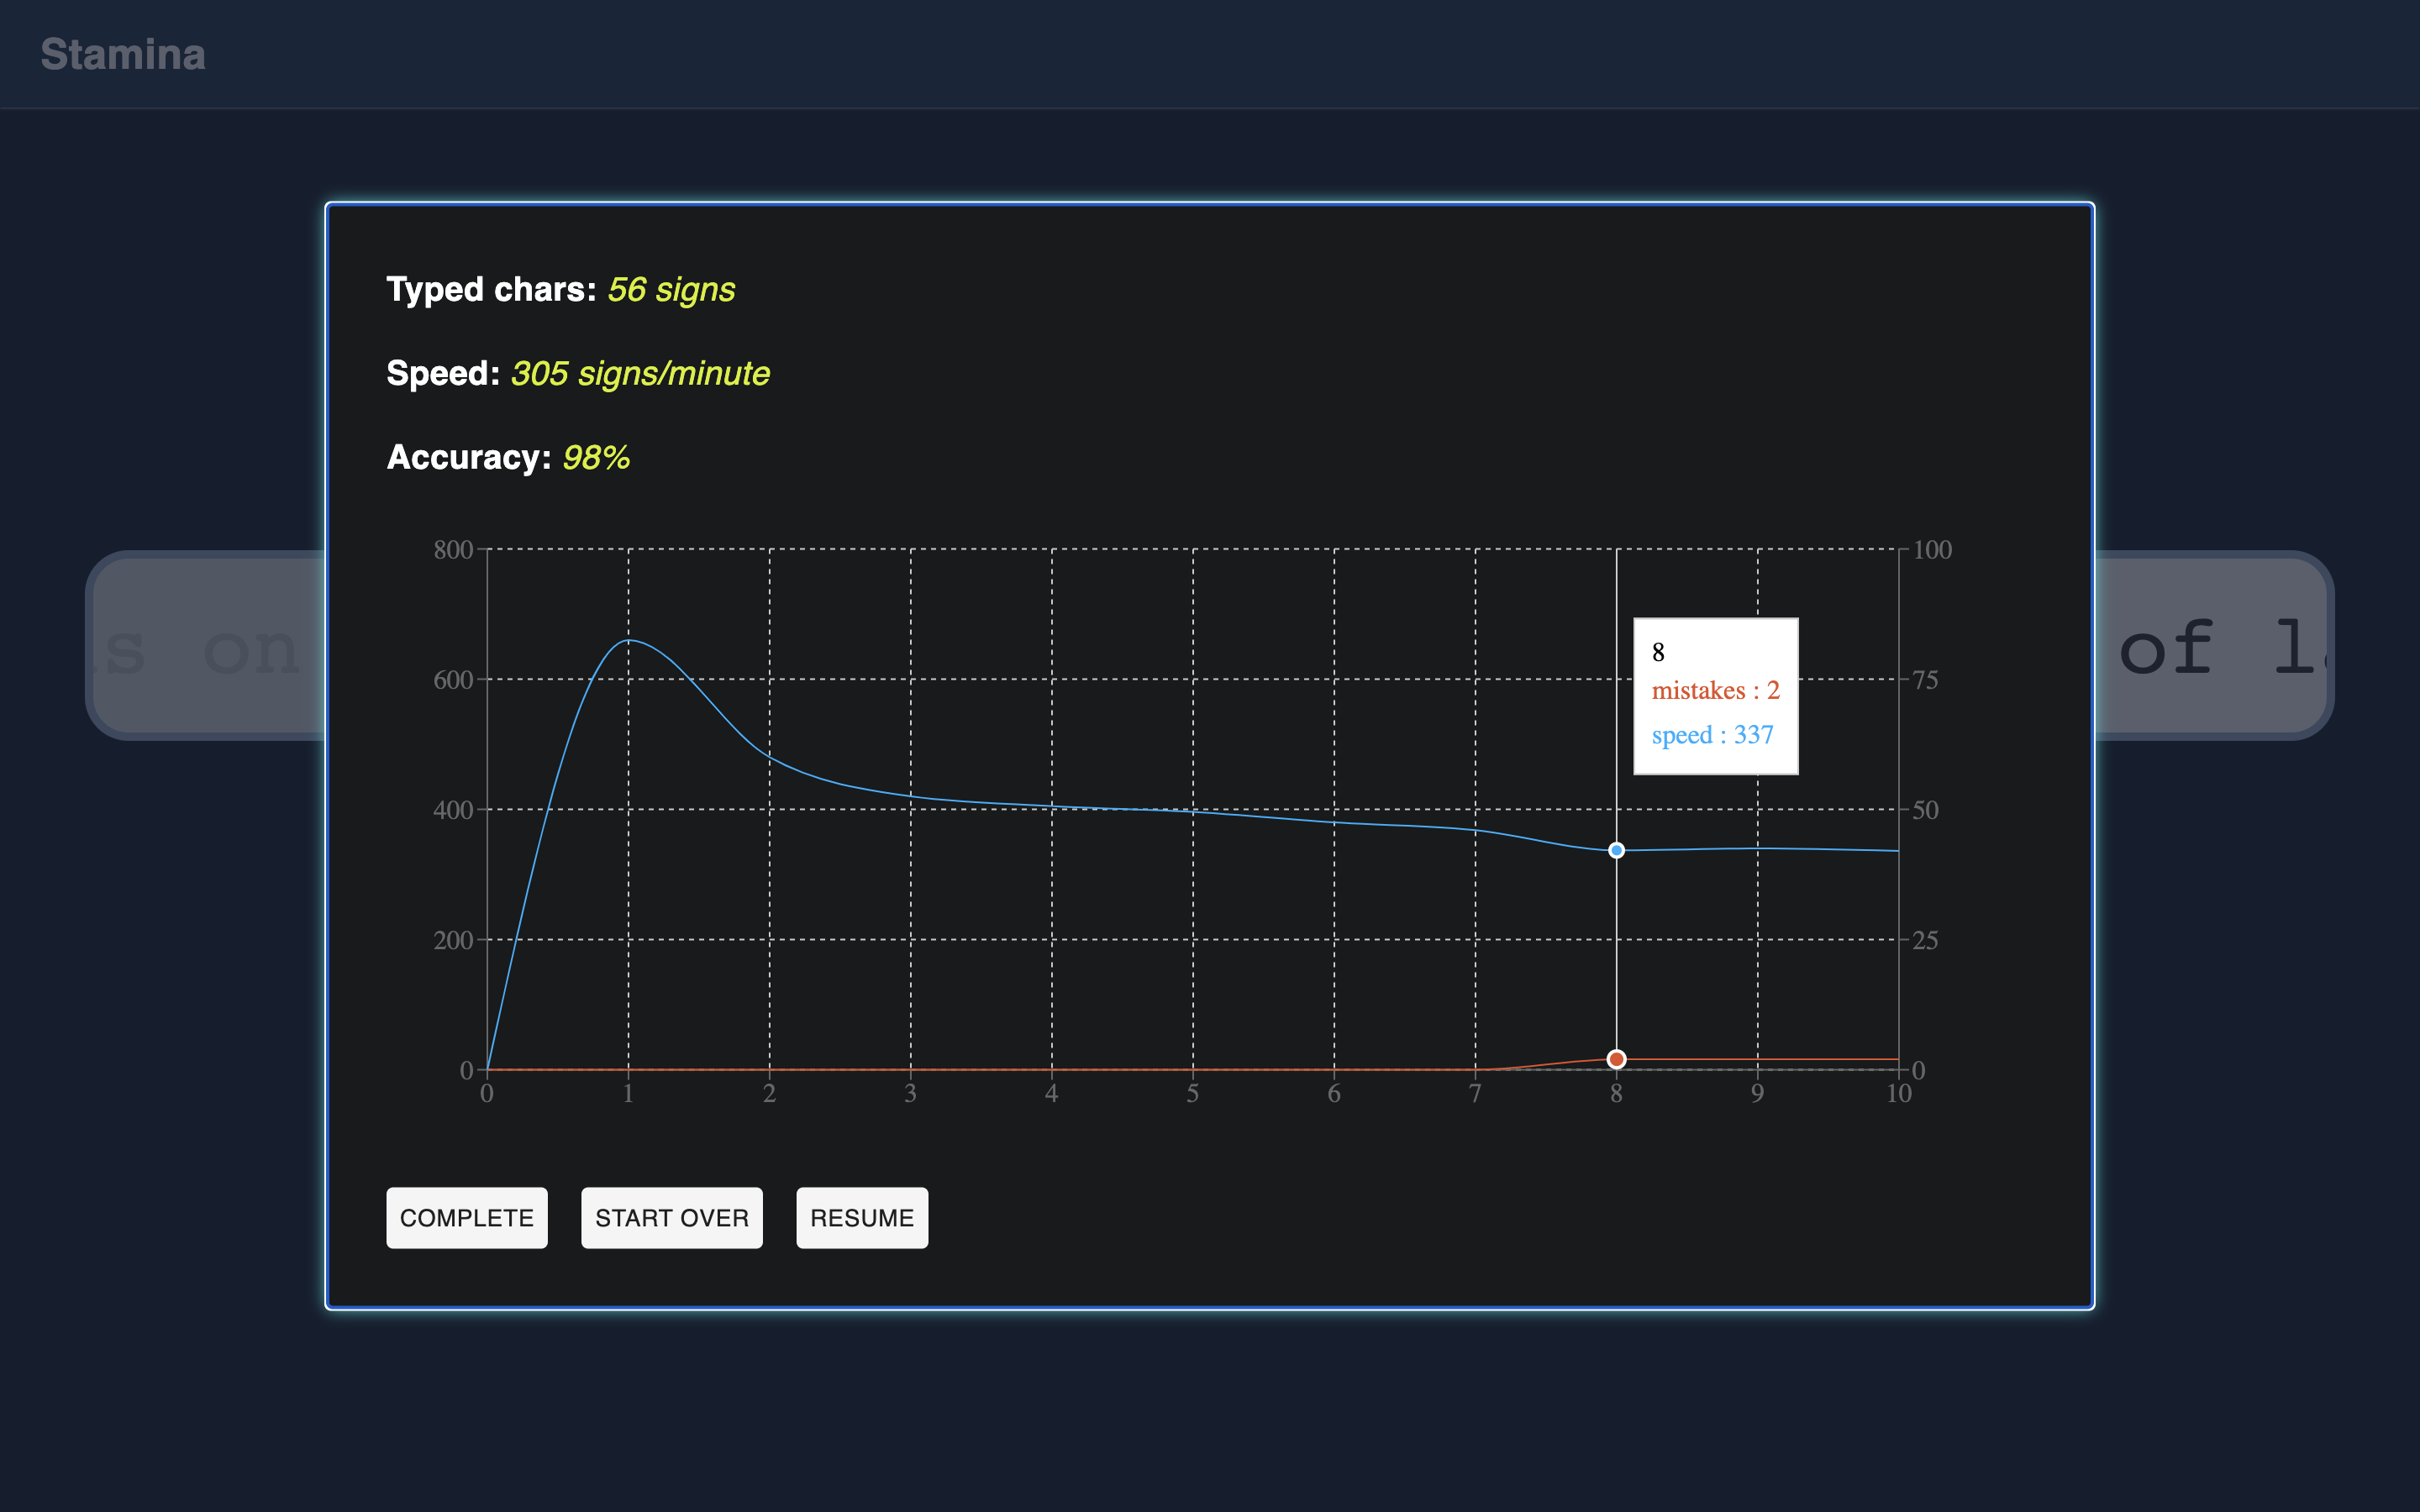 Stamina
Typed chars: 56 signs
Speed: 305 signs/minute
Accuracy: 98%
800
600
400
200
0
100
75
50
25
0
0 1 2 3 4 5 6 7 8 9 10
8
mistakes : 2
speed : 337
on
of
COMPLETE START OVER RESUME